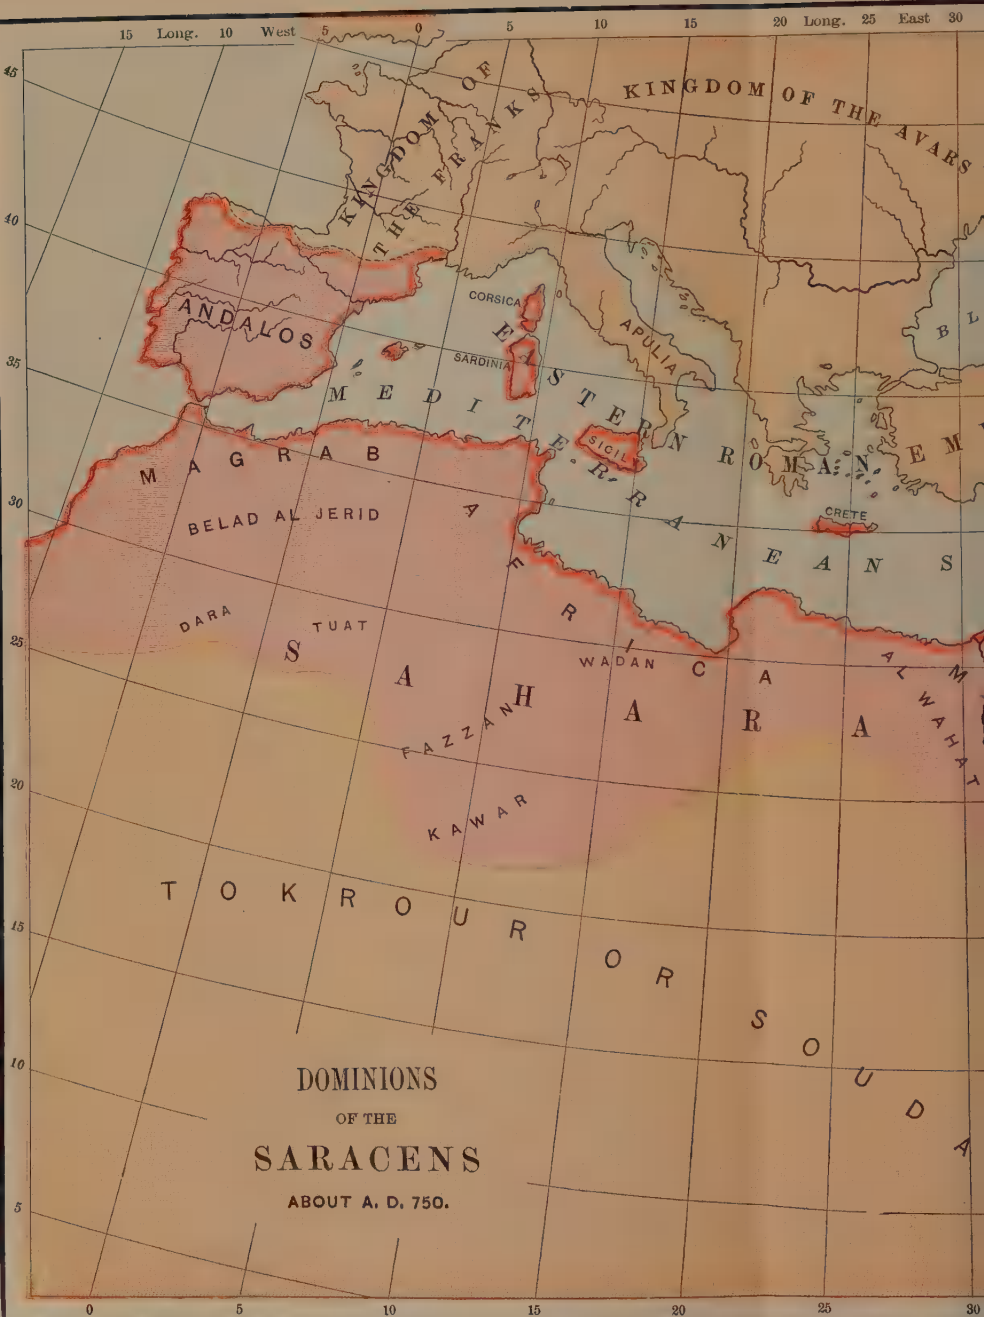 15 Long. 10 West 5 0 5 10 15 20 Long. 25 East 30
45
40
35
30
25
20
15
10
5
KINGDOM OF
THE FRANKS
KINGDOM OF THE AVARS
ANDALOS
CORSICA
SARDINIA
APULIA
SICILY
CRETE
EASTERN ROMAN EM
MEDITERRANEAN S
BL
MAGRAB
BELAD AL JERID
AFRICA
DARA
TUAT
WADAN
AL WAHAT
M
SAHARA
FAZZAN
KAWAR
TOKROUR OR SOUDA
DOMINIONS
OF THE
SARACENS
ABOUT A. D. 750.
0 5 10 15 20 25 30